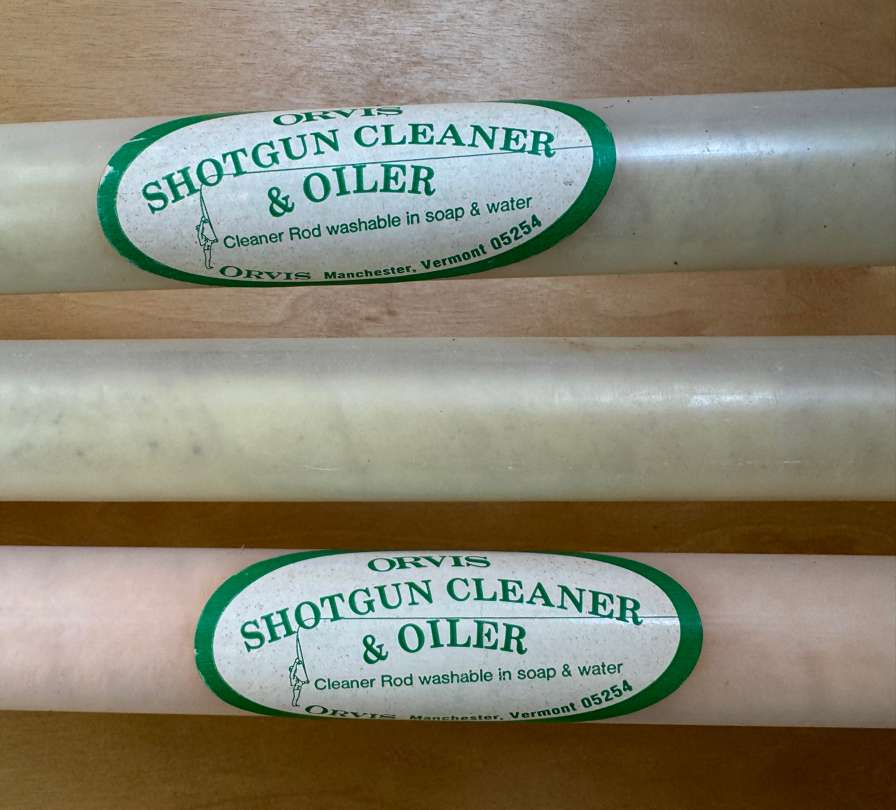 ORVIS
SHOTGUN CLEANER
& OILER
Cleaner Rod washable in soap & water
ORVIS Manchester, Vermont 05254
ORVIS
SHOTGUN CLEANER
& OILER
Cleaner Rod washable in soap & water
ORVIS Manchester, Vermont 05254